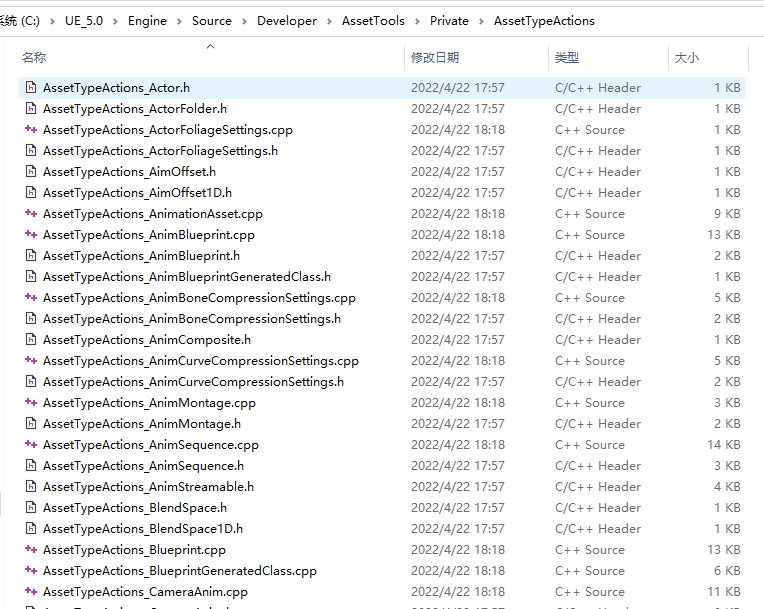 系统 (C:) > UE_5.0 > Engine > Source > Developer > AssetTools > Private > AssetTypeActions
名称 修改日期 类型 大小
AssetTypeActions_Actor.h 2022/4/22 17:57 C/C++ Header 1 KB
AssetTypeActions_ActorFolder.h 2022/4/22 17:57 C/C++ Header 1 KB
AssetTypeActions_ActorFoliageSettings.cpp 2022/4/22 18:18 C++ Source 1 KB
AssetTypeActions_ActorFoliageSettings.h 2022/4/22 17:57 C/C++ Header 1 KB
AssetTypeActions_AimOffset.h 2022/4/22 17:57 C/C++ Header 1 KB
AssetTypeActions_AimOffset1D.h 2022/4/22 17:57 C/C++ Header 1 KB
AssetTypeActions_AnimationAsset.cpp 2022/4/22 18:18 C++ Source 9 KB
AssetTypeActions_AnimBlueprint.cpp 2022/4/22 18:18 C++ Source 13 KB
AssetTypeActions_AnimBlueprint.h 2022/4/22 17:57 C/C++ Header 2 KB
AssetTypeActions_AnimBlueprintGeneratedClass.h 2022/4/22 17:57 C/C++ Header 1 KB
AssetTypeActions_AnimBoneCompressionSettings.cpp 2022/4/22 18:18 C++ Source 5 KB
AssetTypeActions_AnimBoneCompressionSettings.h 2022/4/22 17:57 C/C++ Header 2 KB
AssetTypeActions_AnimComposite.h 2022/4/22 17:57 C/C++ Header 1 KB
AssetTypeActions_AnimCurveCompressionSettings.cpp 2022/4/22 18:18 C++ Source 5 KB
AssetTypeActions_AnimCurveCompressionSettings.h 2022/4/22 17:57 C/C++ Header 2 KB
AssetTypeActions_AnimMontage.cpp 2022/4/22 18:18 C++ Source 3 KB
AssetTypeActions_AnimMontage.h 2022/4/22 17:57 C/C++ Header 2 KB
AssetTypeActions_AnimSequence.cpp 2022/4/22 18:18 C++ Source 14 KB
AssetTypeActions_AnimSequence.h 2022/4/22 17:57 C/C++ Header 3 KB
AssetTypeActions_AnimStreamable.h 2022/4/22 17:57 C/C++ Header 4 KB
AssetTypeActions_BlendSpace.h 2022/4/22 17:57 C/C++ Header 1 KB
AssetTypeActions_BlendSpace1D.h 2022/4/22 17:57 C/C++ Header 1 KB
AssetTypeActions_Blueprint.cpp 2022/4/22 18:18 C++ Source 13 KB
AssetTypeActions_BlueprintGeneratedClass.cpp 2022/4/22 18:18 C++ Source 6 KB
AssetTypeActions_CameraAnim.cpp 2022/4/22 18:18 C++ Source 11 KB